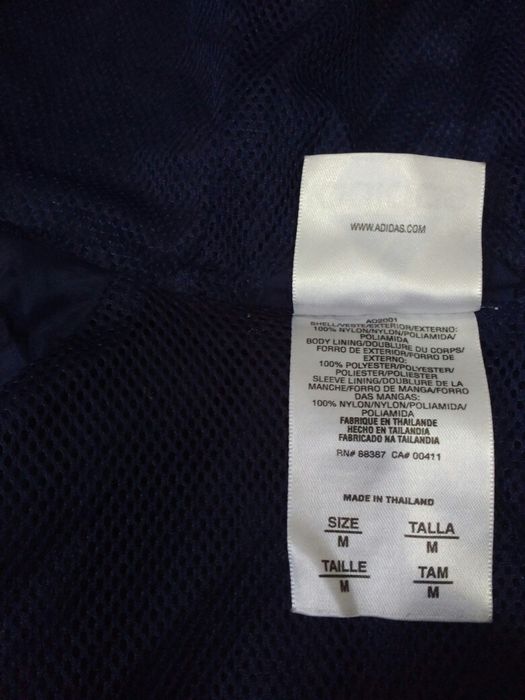 WWW.ADIDAS.COM
AO2001
SHELL/VESTE/EXTERIOR/EXTERNO:
100% NYLON/NYLON/POLIAMIDA/
POLIAMIDA
BODY LINING/DOUBLURE DU CORPS/
FORRO DE EXTERIOR/FORRO DE
EXTERNO:
100% POLYESTER/POLYESTER/
POLIESTER/POLIESTER
SLEEVE LINING/DOUBLURE DE LA
MANCHE/FORRO DE MANGA/FORRO
DAS MANGAS:
100% NYLON/NYLON/POLIAMIDA/
POLIAMIDA
FABRIQUE EN THAILANDE
HECHO EN TAILANDIA
FABRICADO NA TAILANDIA
RN# 88387 CA# 00411
MADE IN THAILAND
SIZE TALLA
M M
TAILLE TAM
M M